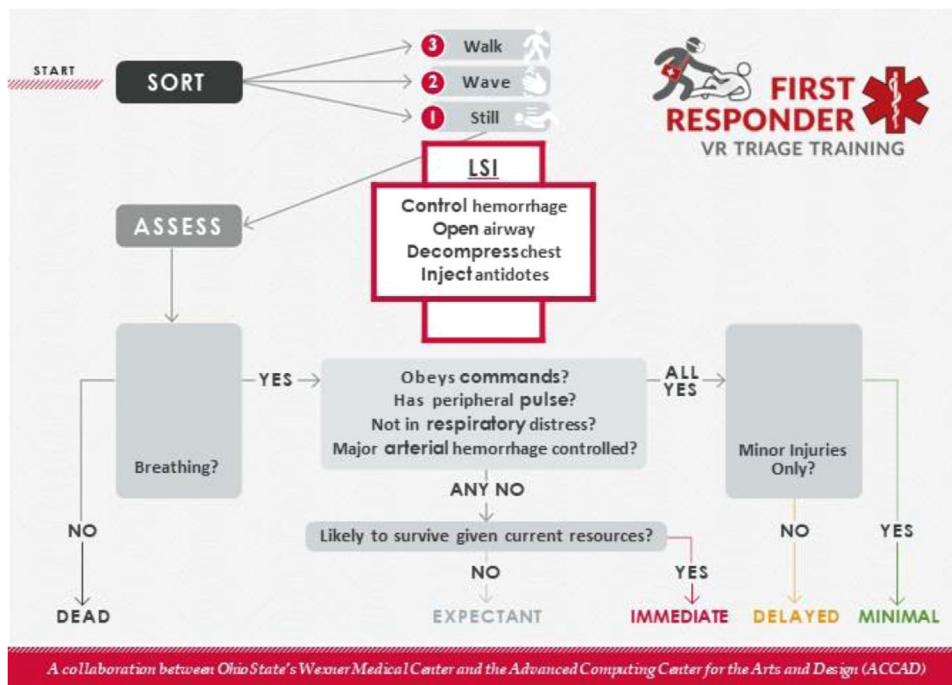 START
SORT
3 Walk
2 Wave
1 Still
FIRST
RESPONDER
VR TRIAGE TRAINING
LSI
Control hemorrhage
Open airway
Decompress chest
Inject antidotes
ASSESS
Breathing?
YES
Obeys commands?
Has peripheral pulse?
Not in respiratory distress?
Major arterial hemorrhage controlled?
ALL
YES
Minor Injuries
Only?
ANY NO
Likely to survive given current resources?
NO
NO
YES
NO
YES
DEAD
EXPECTANT
IMMEDIATE
DELAYED
MINIMAL
A collaboration between Ohio State's Wexner Medical Center and the Advanced Computing Center for the Arts and Design (ACCAD)